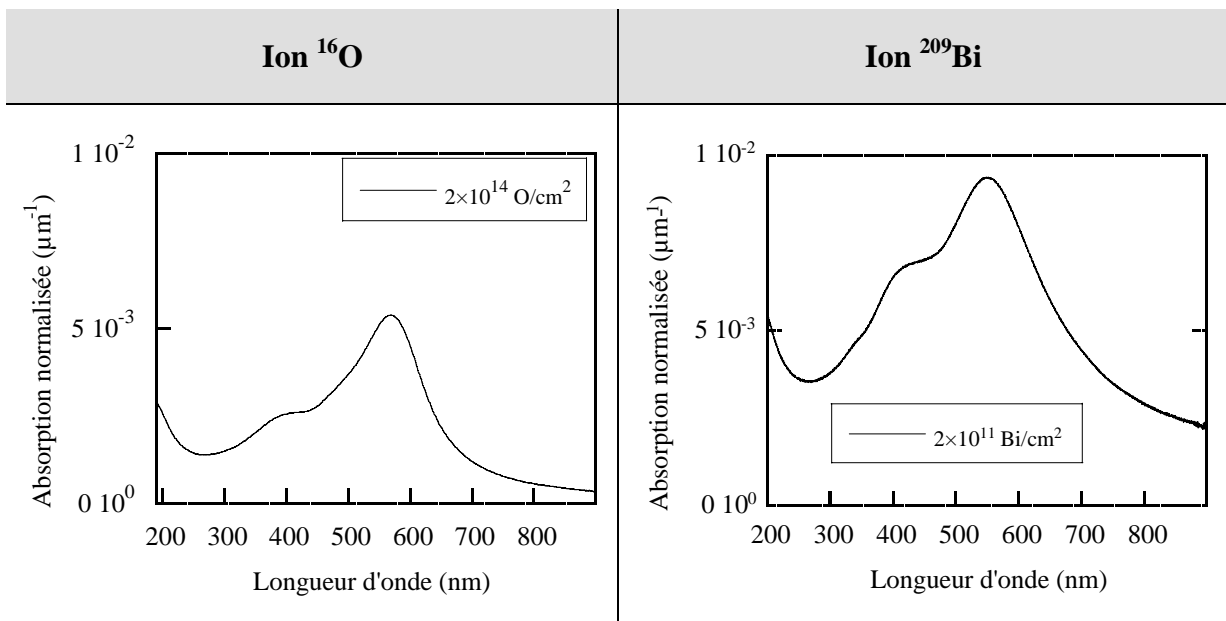 Ion ¹⁶O
Ion ²⁰⁹Bi
1 10⁻²
5 10⁻³
0 10⁰
Absorption normalisée (µm⁻¹)
2×10¹⁴ O/cm²
200 300 400 500 600 700 800
Longueur d'onde (nm)
1 10⁻²
5 10⁻³
0 10⁰
Absorption normalisée (µm-¹)
2×10¹¹ Bi/cm²
200 300 400 500 600 700 800
Longueur d'onde (nm)